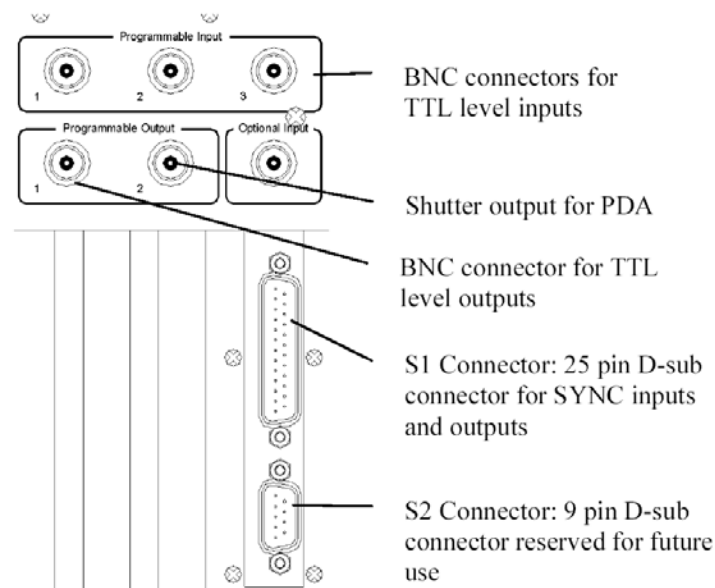 Programmable Input
1 2 3
BNC connectors for
TTL level inputs
Programmable Output
Optional Input
1 2
Shutter output for PDA
BNC connector for TTL
level outputs
S1 Connector: 25 pin D-sub
connector for SYNC inputs
and outputs
S2 Connector: 9 pin D-sub
connector reserved for future
use